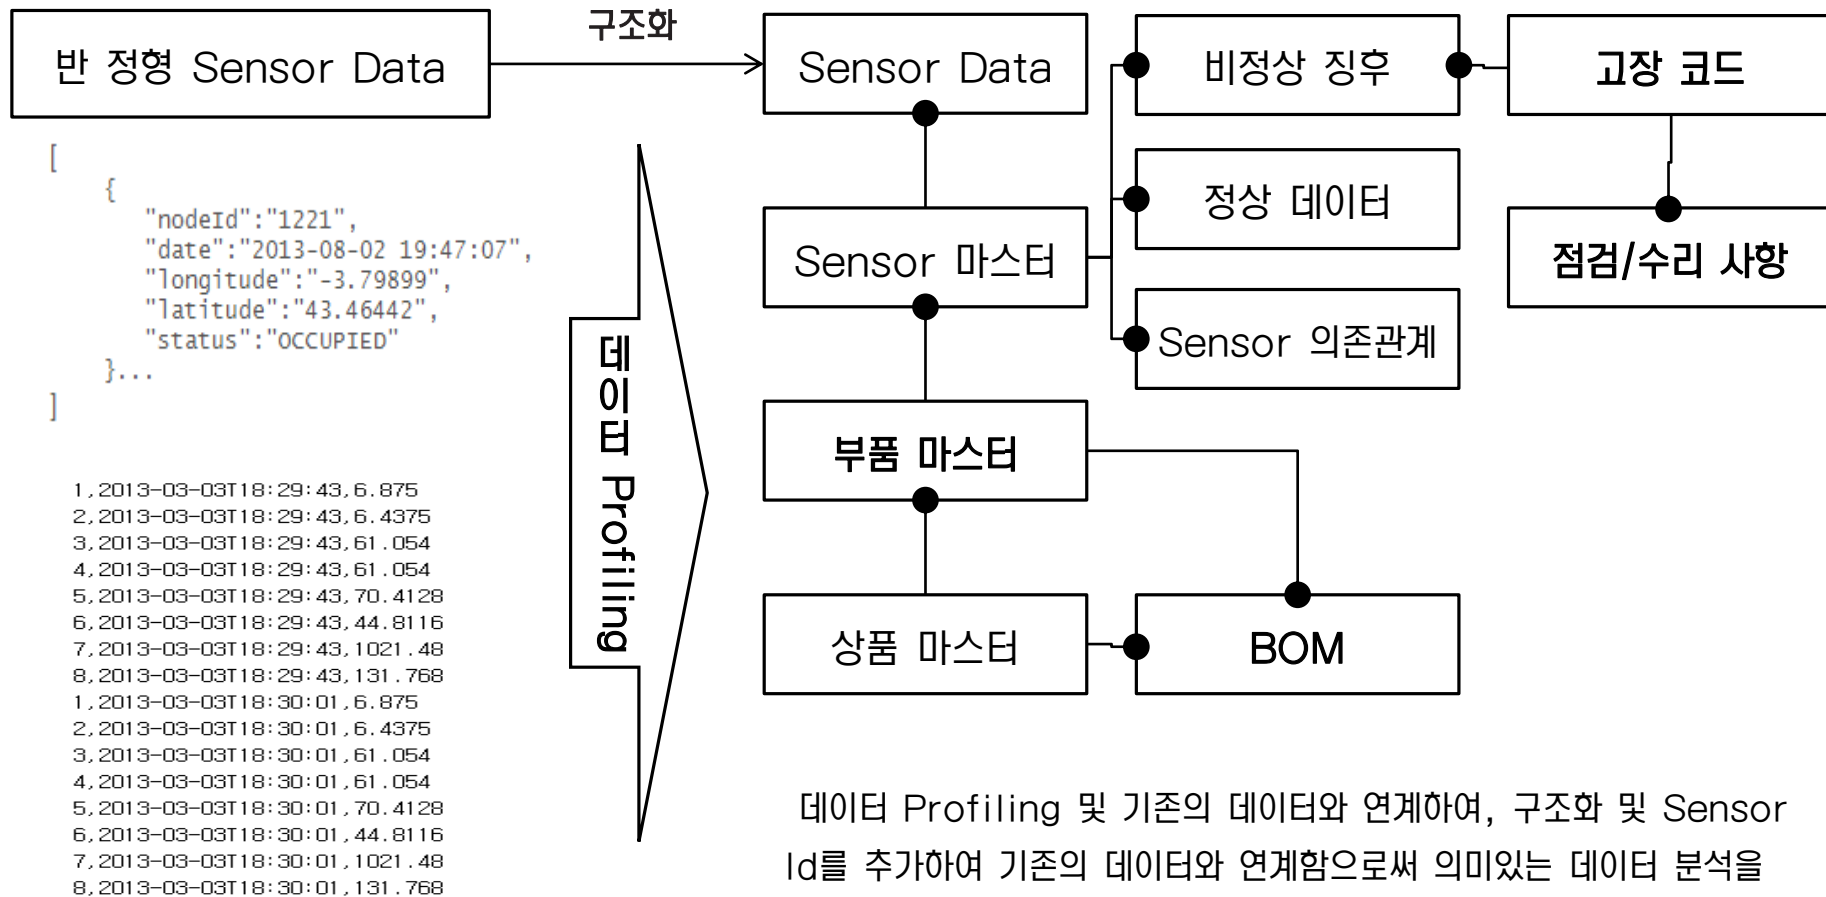 반 정형 Sensor Data
구조화
Sensor Data
비정상 징후
고장 코드
정상 데이터
Sensor 마스터
점검/수리 사항
Sensor 의존관계
부품 마스터
상품 마스터
BOM
[
{
"nodeId":"1221",
"date":"2013-08-02 19:47:07",
"longitude":"-3.79899",
"latitude":"43.46442",
"status":"OCCUPIED"
}...
]
데이터 Profiling
1,2013-03-03T18:29:43,6.875
2,2013-03-03T18:29:43,6.4375
3,2013-03-03T18:29:43,61.054
4,2013-03-03T18:29:43,61.054
5,2013-03-03T18:29:43,70.4128
6,2013-03-03T18:29:43,44.8116
7,2013-03-03T18:29:43,1021.48
8,2013-03-03T18:29:43,131.768
1,2013-03-03T18:30:01,6.875
2,2013-03-03T18:30:01,6.4375
3,2013-03-03T18:30:01,61.054
4,2013-03-03T18:30:01,61.054
5,2013-03-03T18:30:01,70.4128
6,2013-03-03T18:30:01,44.8116
7,2013-03-03T18:30:01,1021.48
8,2013-03-03T18:30:01,131.768
데이터 Profiling 및 기존의 데이터와 연계하여, 구조화 및 Sensor
Id를 추가하여 기존의 데이터와 연계함으로써 의미있는 데이터 분석을